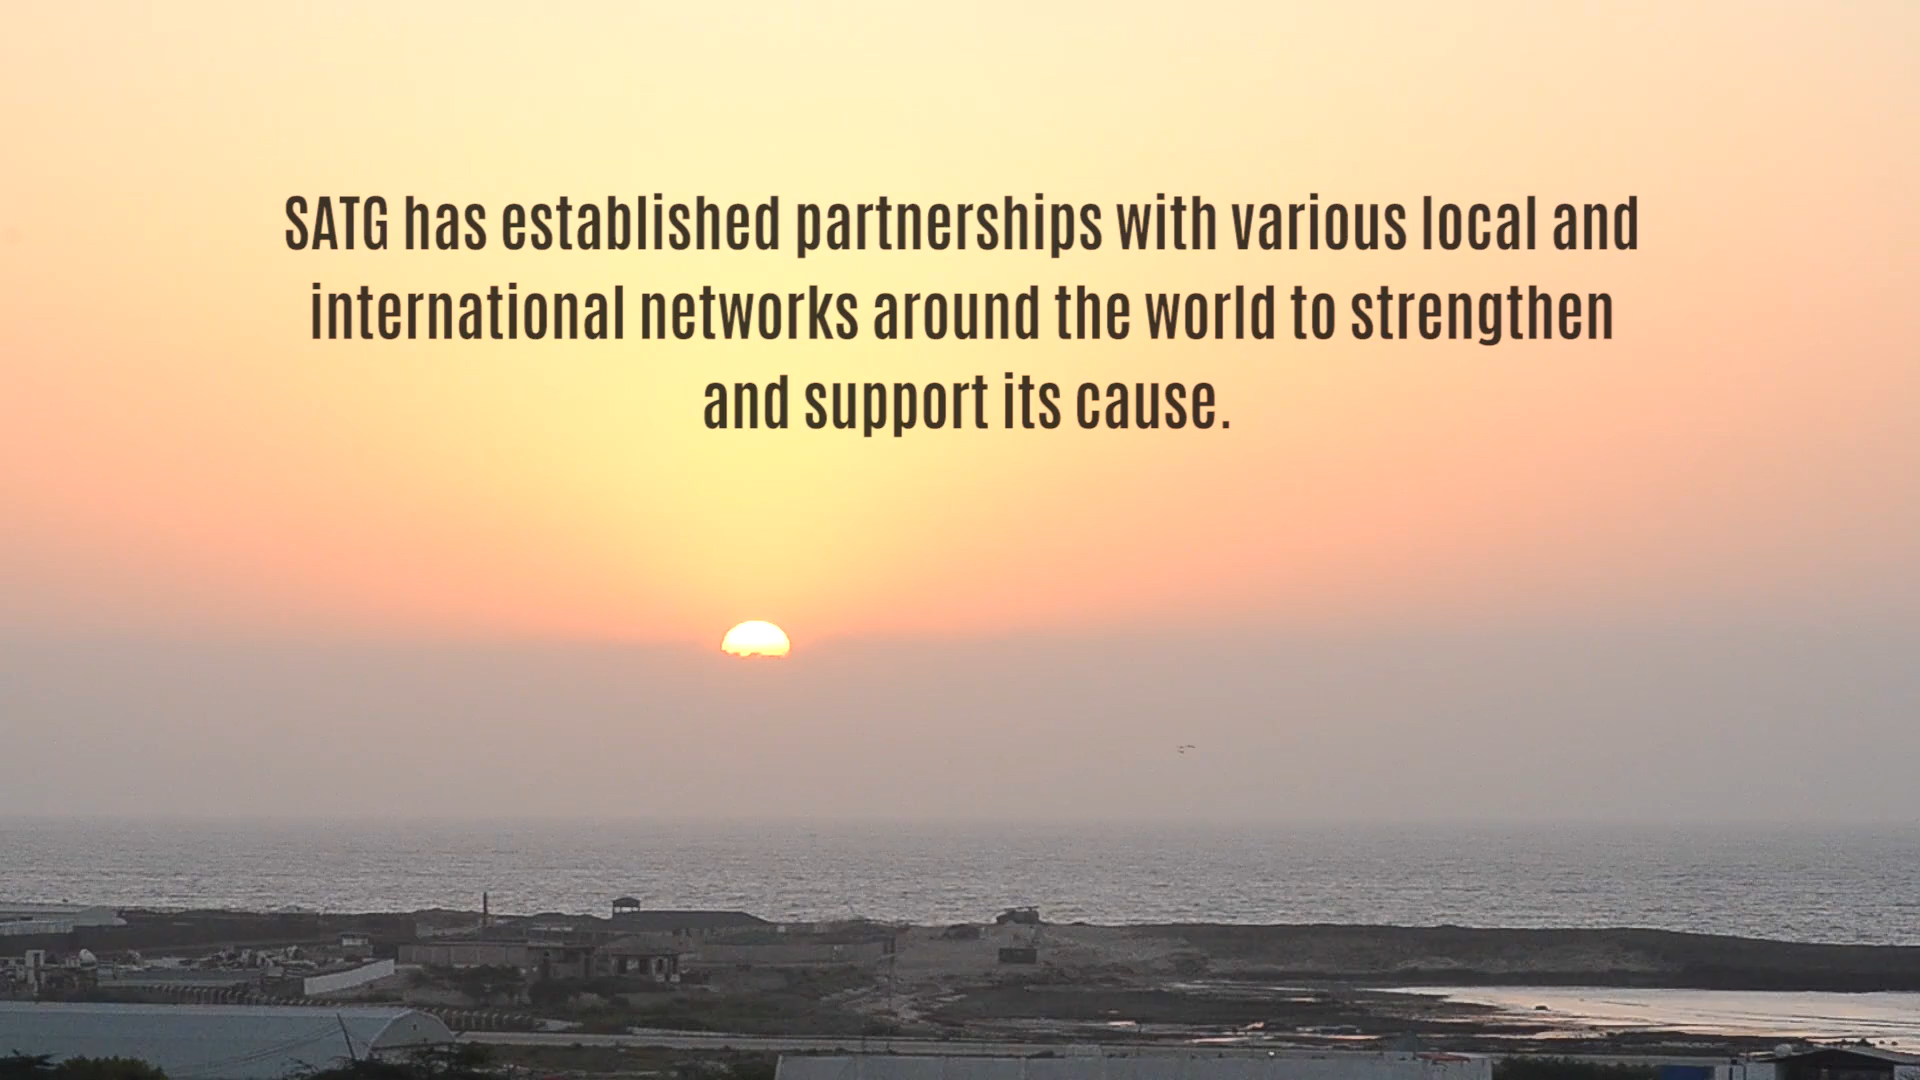 SATG has established partnerships with various local and
international networks around the world to strengthen
and support its cause.